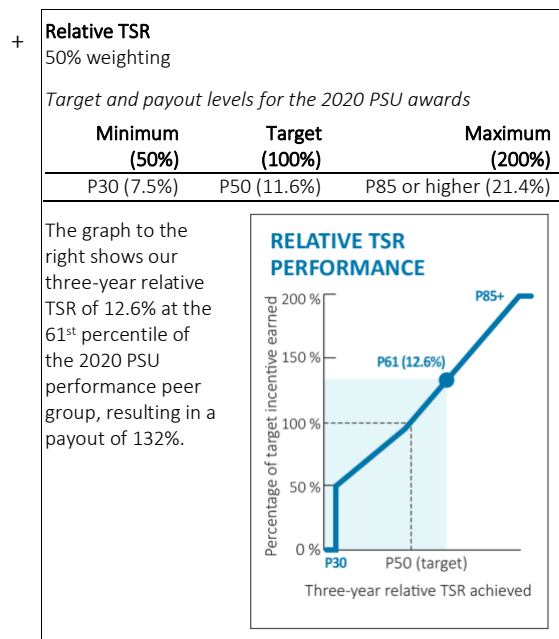 +
Relative TSR
50% weighting
Target and payout levels for the 2020 PSU awards
Minimum Target Maximum
(50%) (100%) (200%)
P30 (7.5%) P50 (11.6%) P85 or higher (21.4%)
The graph to the
right shows our
three-year relative
TSR of 12.6% at the
61st percentile of
the 2020 PSU
performance peer
group, resulting in a
payout of 132%.
RELATIVE TSR
PERFORMANCE
Percentage of target incentive earned
200 %
150 %
100 %
50 %
0 %
P85+
P61 (12.6%)
P30
P50 (target)
Three-year relative TSR achieved